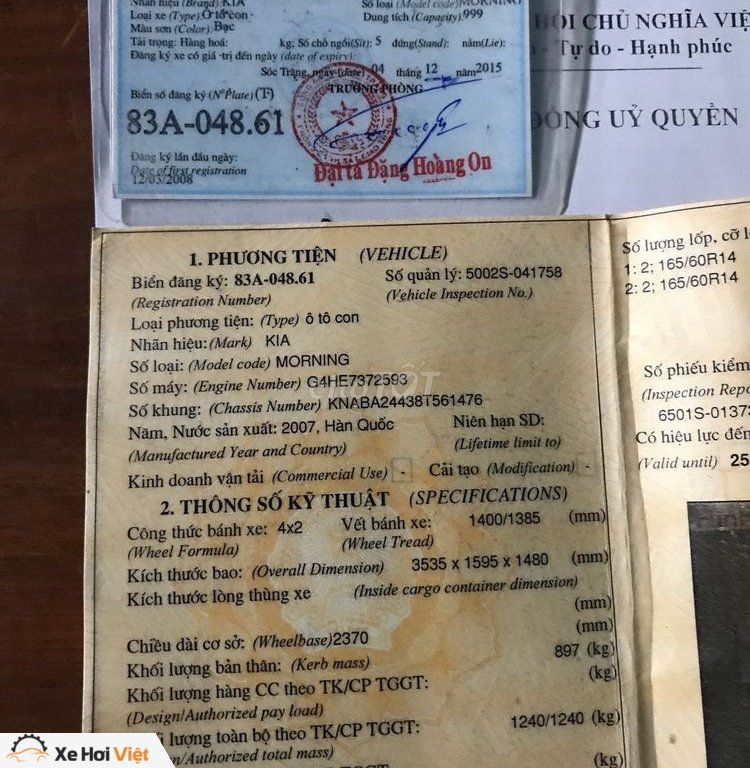 Nhãn hiệu (Brand): KIA
Số loại (Model code) MORNING
Loại xe (Type): Ô tô con -
Dung tích (Capacity): 999
Màu sơn (Color): Bạc
Tải trọng: Hàng hoá: kg; Số chỗ ngồi(Sit): 5 đứng(Stand): nằm(Lie):
Đăng ký xe có giá trị đến ngày (date of expiry):
Sóc Trăng, ngày (date) 04 tháng 12 năm 2015
Biển số đăng ký (N°Plate) (T)
TRƯỞNG PHÒNG
83A-048.61
Đăng ký lần đầu ngày:
Date of first registration
12/03/2008
Đại tá Đặng Hoàng On
HỘI CHỦ NGHĨA VIỆ
- Tự do - Hạnh phúc
ĐỒNG UỶ QUYỀN
1. PHƯƠNG TIỆN (VEHICLE)
Biển đăng ký: 83A-048.61
Số quản lý: 5002S-041758
(Registration Number)
(Vehicle Inspection No.)
Loại phương tiện: (Type) ô tô con
Nhãn hiệu: (Mark) KIA
Số loại: (Model code) MORNING
Số máy: (Engine Number) G4HE7372593
Số khung: (Chassis Number) KNABA24438T561476
Năm, Nước sản xuất: 2007, Hàn Quốc
Niên hạn SD:
(Manufactured Year and Country)
(Lifetime limit to)
Kinh doanh vận tải (Commercial Use) - Cải tạo (Modification) -
2. THÔNG SỐ KỸ THUẬT (SPECIFICATIONS)
Công thức bánh xe: 4x2 Vết bánh xe: 1400/1385 (mm)
(Wheel Formula) (Wheel Tread)
Kích thước bao: (Overall Dimension) 3535 x 1595 x 1480 (mm)
Kích thước lòng thùng xe (Inside cargo container dimension)
(mm)
(mm)
Chiều dài cơ sở: (Wheelbase) 2370
Khối lượng bản thân: (Kerb mass) 897 (kg)
Khối lượng hàng CC theo TK/CP TGGT: (kg)
(Design/Authorized pay load)
lượng toàn bộ theo TK/CP TGGT: 1240/1240 (kg)
/Authorized total mass)
(kg)
Số lượng lốp, cỡ l
1: 2; 165/60R14
2: 2; 165/60R14
Số phiếu kiểm
(Inspection Repo
6501S-01373
Có hiệu lực đến
(Valid until) 25
Xe Hơi Việt